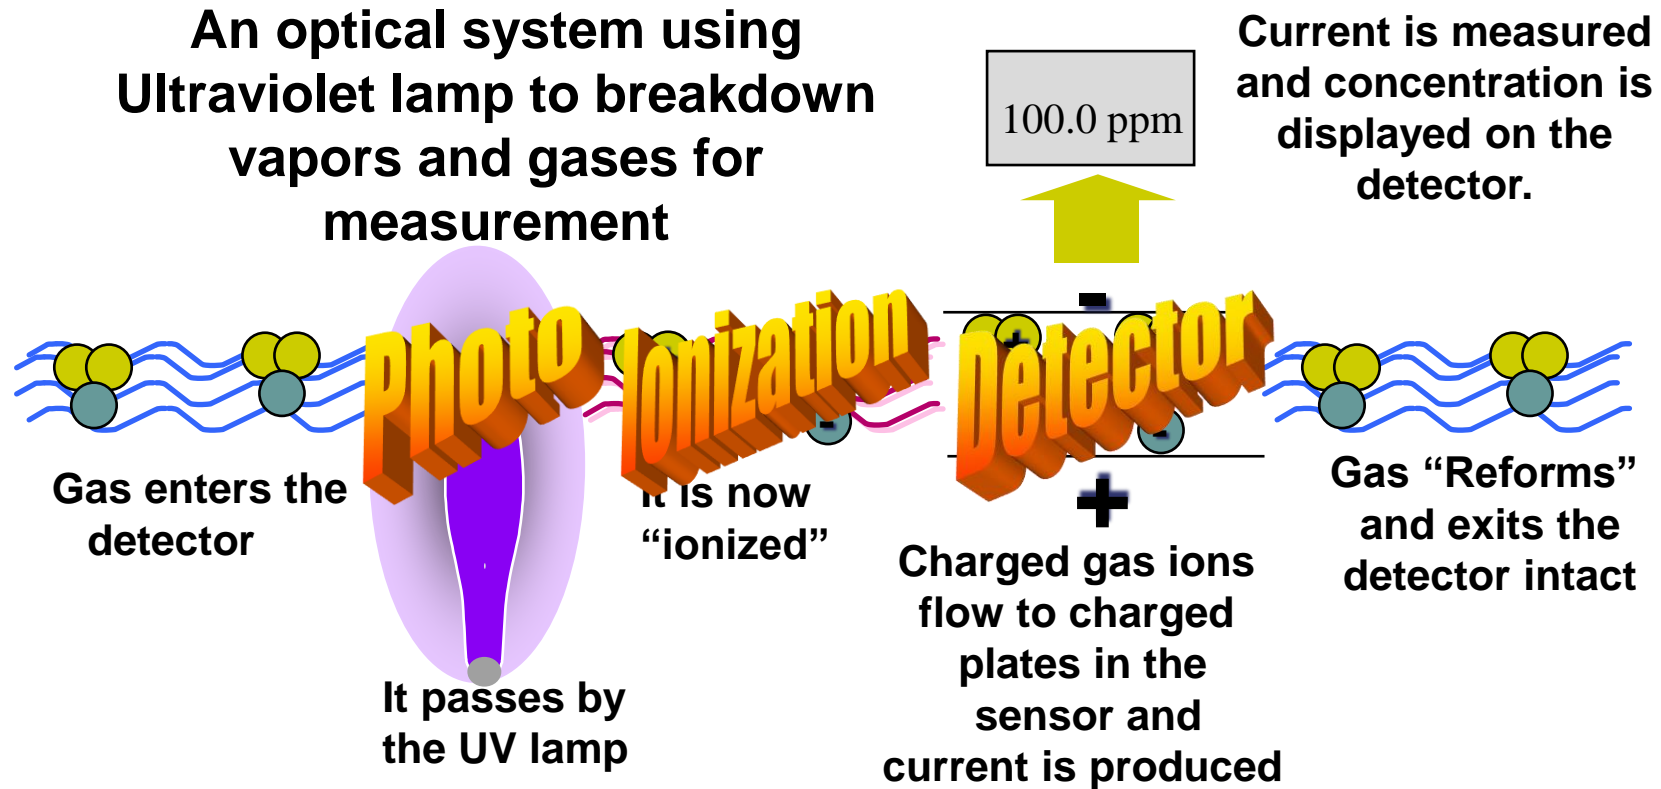 An optical system using
Ultraviolet lamp to breakdown
vapors and gases for
measurement
100.0 ppm
Current is measured
and concentration is
displayed on the
detector.
Photo Ionization Detector
-
+
-
-
+
Gas enters the
detector
It passes by
the UV lamp
It is now
“ionized”
Charged gas ions
flow to charged
plates in the
sensor and
current is produced
Gas “Reforms”
and exits the
detector intact